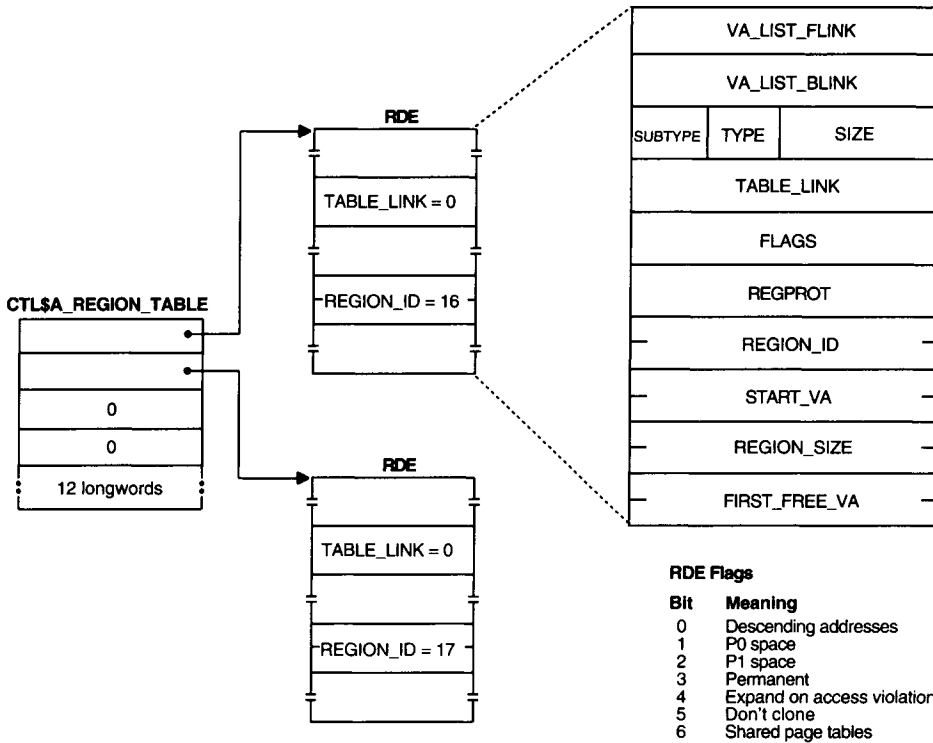 VA_LIST_FLINK
VA_LIST_BLINK
SUBTYPE TYPE SIZE
TABLE_LINK
FLAGS
REGPROT
REGION_ID
START_VA
REGION_SIZE
FIRST_FREE_VA
RDE
TABLE_LINK = 0
REGION_ID = 16
CTL$A_REGION_TABLE
0
0
12 longwords
RDE
TABLE_LINK = 0
REGION_ID = 17
RDE Flags
Bit Meaning
0 Descending addresses
1 P0 space
2 P1 space
3 Permanent
4 Expand on access violation
5 Don't clone
6 Shared page tables